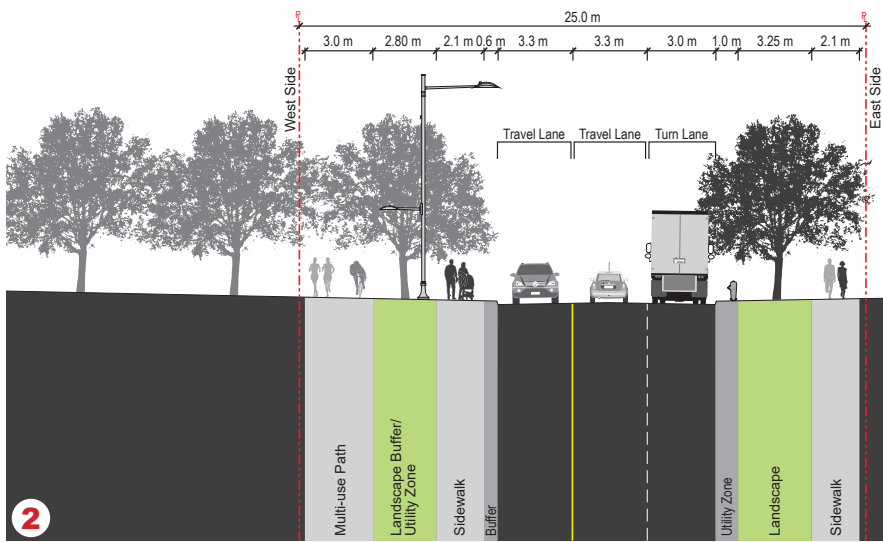 PL
PL
25.0 m
3.0 m 2.80 m 2.1 m 0.6 m 3.3 m 3.3 m 3.0 m 1.0 m 3.25 m 2.1 m
West Side
East Side
Travel Lane
Travel Lane
Turn Lane
Multi-use Path
Landscape Buffer/
Utility Zone
Sidewalk
Buffer
Utility Zone
Landscape
Sidewalk
2